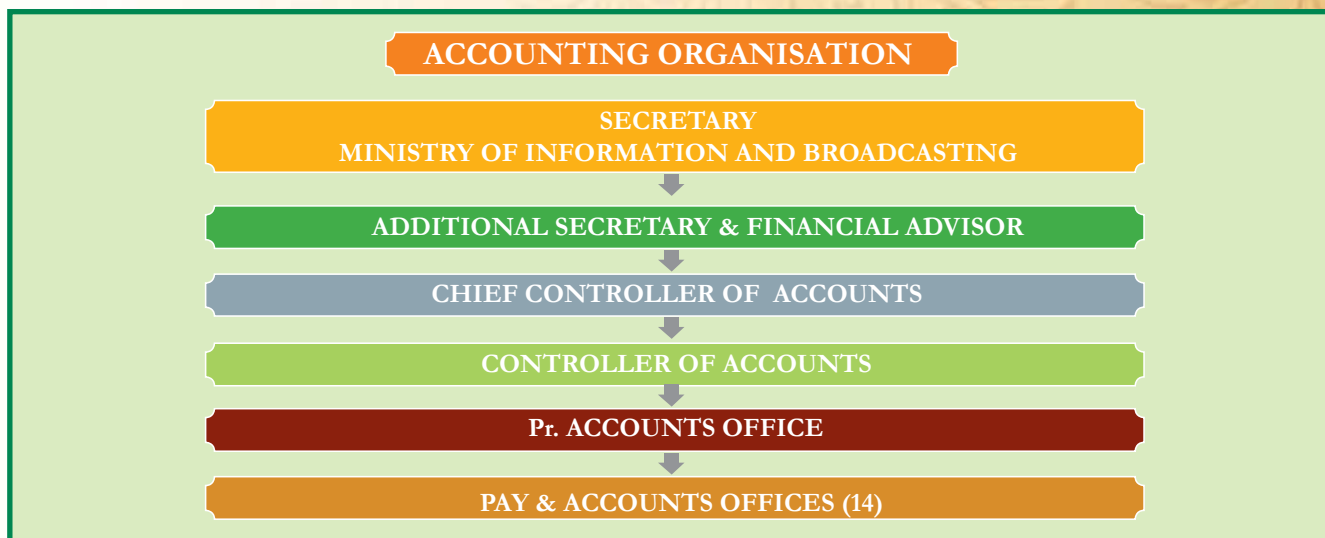 ACCOUNTING ORGANISATION
SECRETARY
MINISTRY OF INFORMATION AND BROADCASTING
ADDITIONAL SECRETARY & FINANCIAL ADVISOR
CHIEF CONTROLLER OF ACCOUNTS
CONTROLLER OF ACCOUNTS
Pr. ACCOUNTS OFFICE
PAY & ACCOUNTS OFFICES (14)